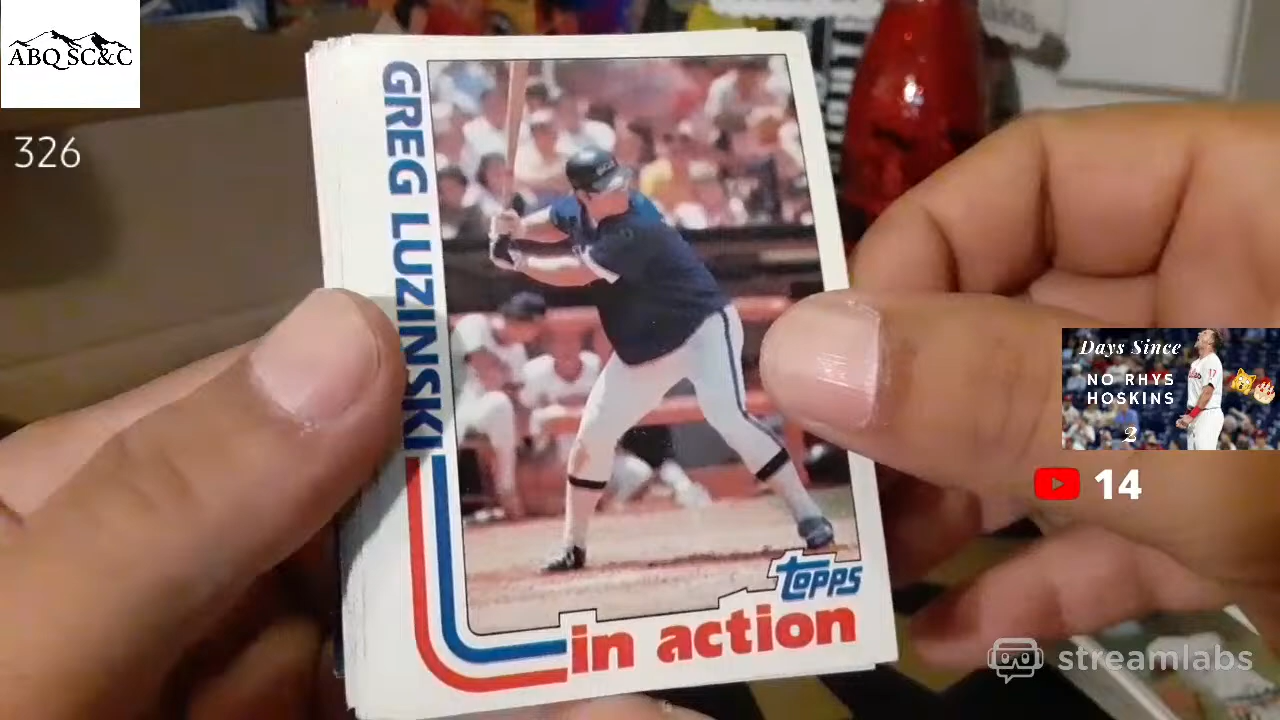 ABQ SC&C
326
GREG LUZINSKI
TOPPS
in action
Days Since
NO RHYS
HOSKINS
2
14
streamlabs